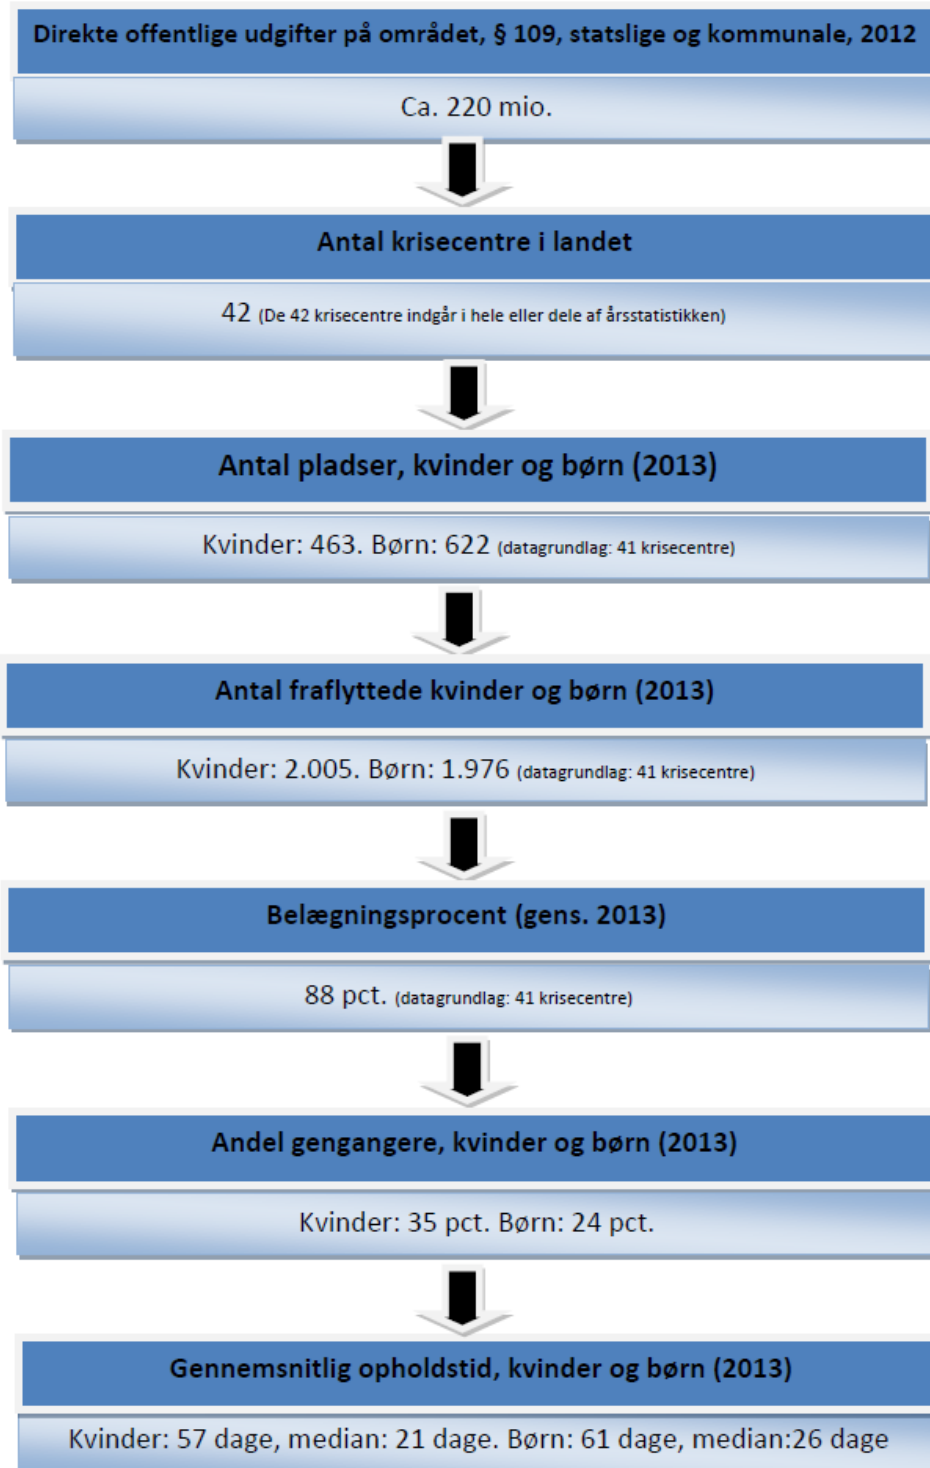 Direkte offentlige udgifter på området, § 109, statslige og kommunale, 2012
Ca. 220 mio.
Antal krisecentre i landet
42 (De 42 krisecentre indgår i hele eller dele af årsstatistikken)
Antal pladser, kvinder og børn (2013)
Kvinder: 463. Børn: 622 (datagrundlag: 41 krisecentre)
Antal fraflyttede kvinder og børn (2013)
Kvinder: 2.005. Børn: 1.976 (datagrundlag: 41 krisecentre)
Belægningsprocent (gens. 2013)
88 pct. (datagrundlag: 41 krisecentre)
Andel gengangere, kvinder og børn (2013)
Kvinder: 35 pct. Børn: 24 pct.
Gennemsnitlig opholdstid, kvinder og børn (2013)
Kvinder: 57 dage, median: 21 dage. Børn: 61 dage, median:26 dage